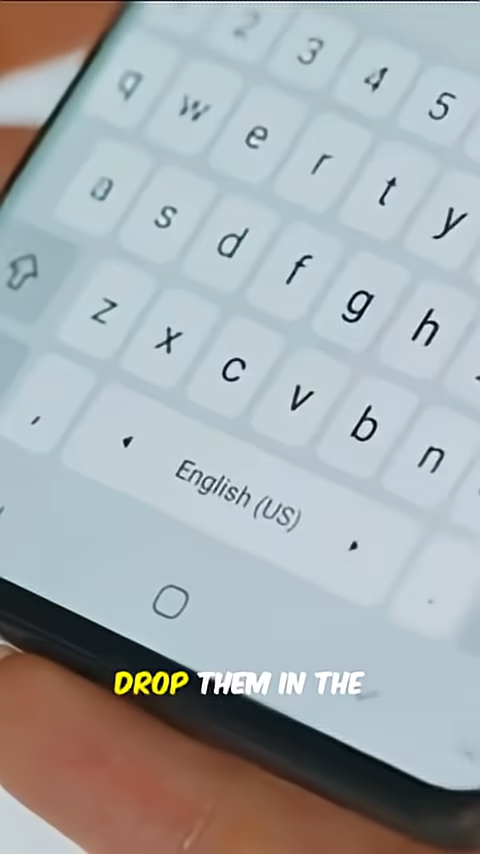 2 3 4 5
q w e r t y
a s d f g h
z x c v b n
, English (US) .
DROP THEM IN THE